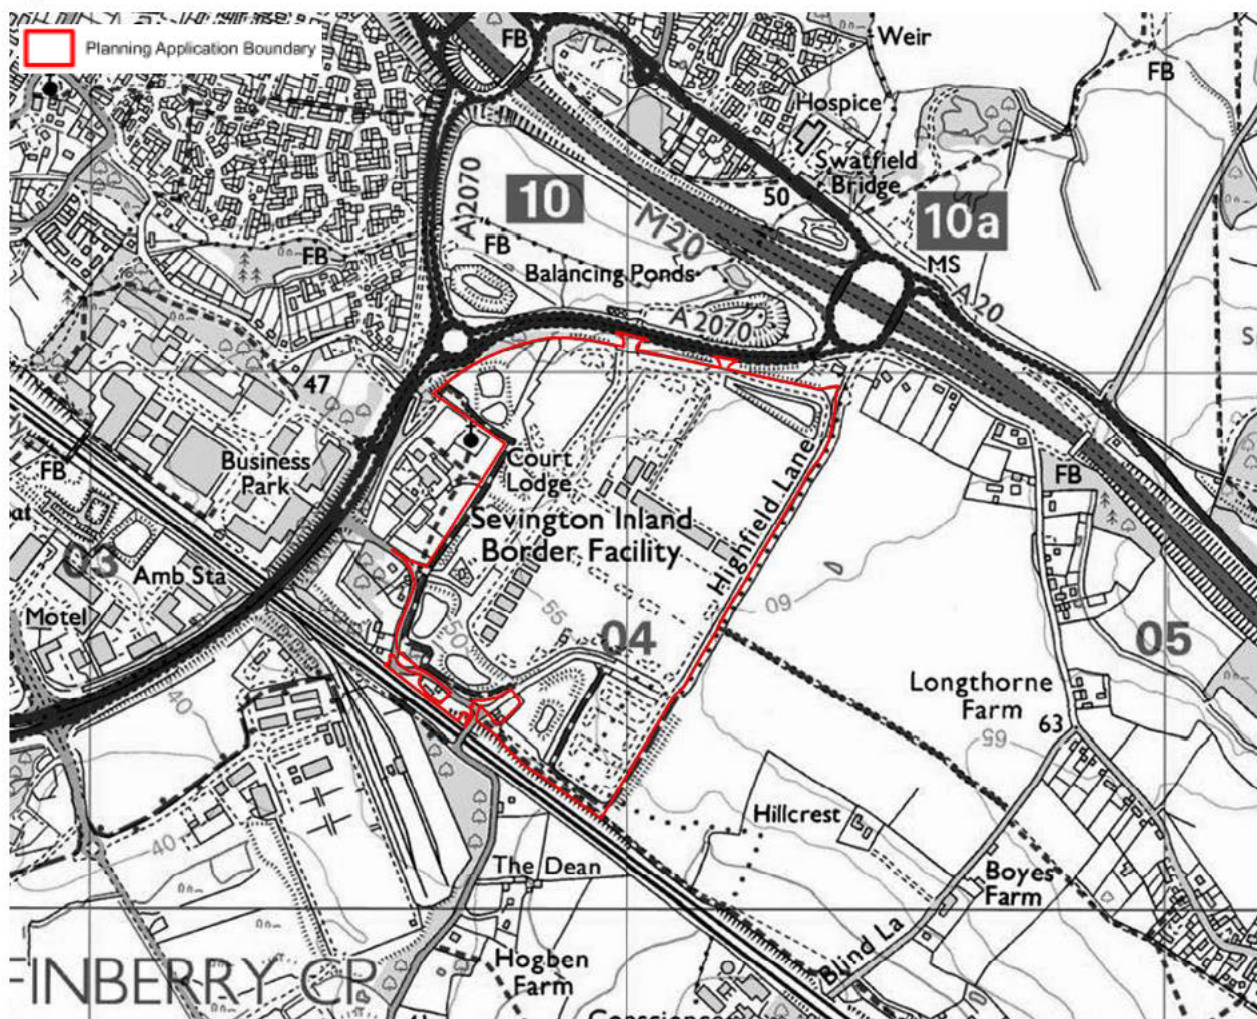 Planning Application Boundary
FB
Weir
FB
Hospice
Swatfield
Bridge
A2070
10
50
10a
M20
FB
FB
Balancing Ponds
MS
A20
16
A2070
S
47
Business
Park
FB
Court
Lodge
FB
Sevington Inland
Border Facility
Highfield Lane
03
Amb Sta
Motel
55
60
50
04
05
40
Longthorne
Farm
63
65
Hillcrest
40
The Dean
Boyes
Farm
Blind La
Hogben
Farm
FINBERRY CP